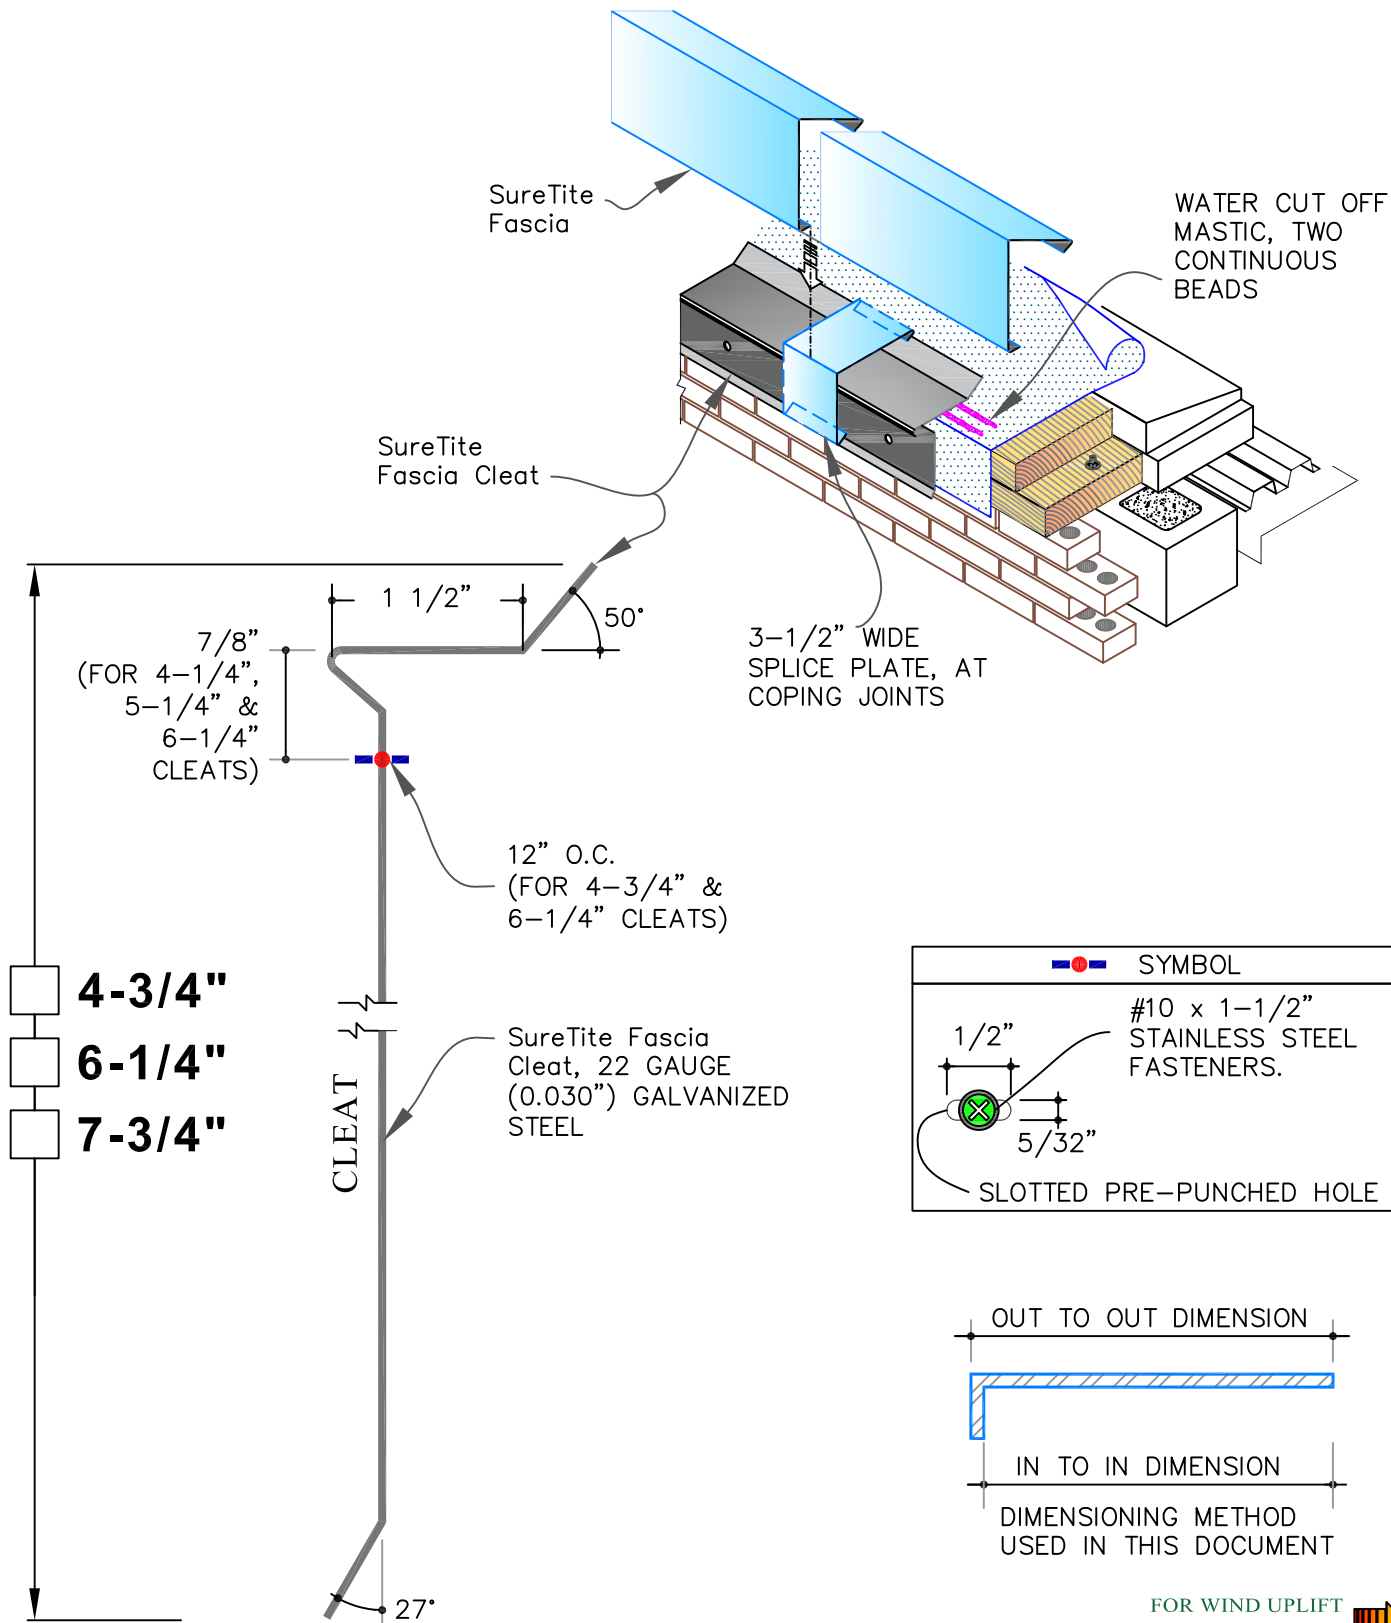 SureTite
Fascia
WATER CUT OFF
MASTIC, TWO
CONTINUOUS
BEADS
SureTite
Fascia Cleat
3-1/2" WIDE
SPLICE PLATE, AT
COPING JOINTS
1 1/2"
50°
7/8"
(FOR 4-1/4",
5-1/4" &
6-1/4"
CLEATS)
12" O.C.
(FOR 4-3/4" &
6-1/4" CLEATS)
4-3/4"
6-1/4"
7-3/4"
CLEAT
SureTite Fascia
Cleat, 22 GAUGE
(0.030") GALVANIZED
STEEL
27°
SYMBOL
#10 x 1-1/2"
STAINLESS STEEL
FASTENERS.
1/2"
5/32"
SLOTTED PRE-PUNCHED HOLE
OUT TO OUT DIMENSION
IN TO IN DIMENSION
DIMENSIONING METHOD
USED IN THIS DOCUMENT
FOR WIND UPLIFT